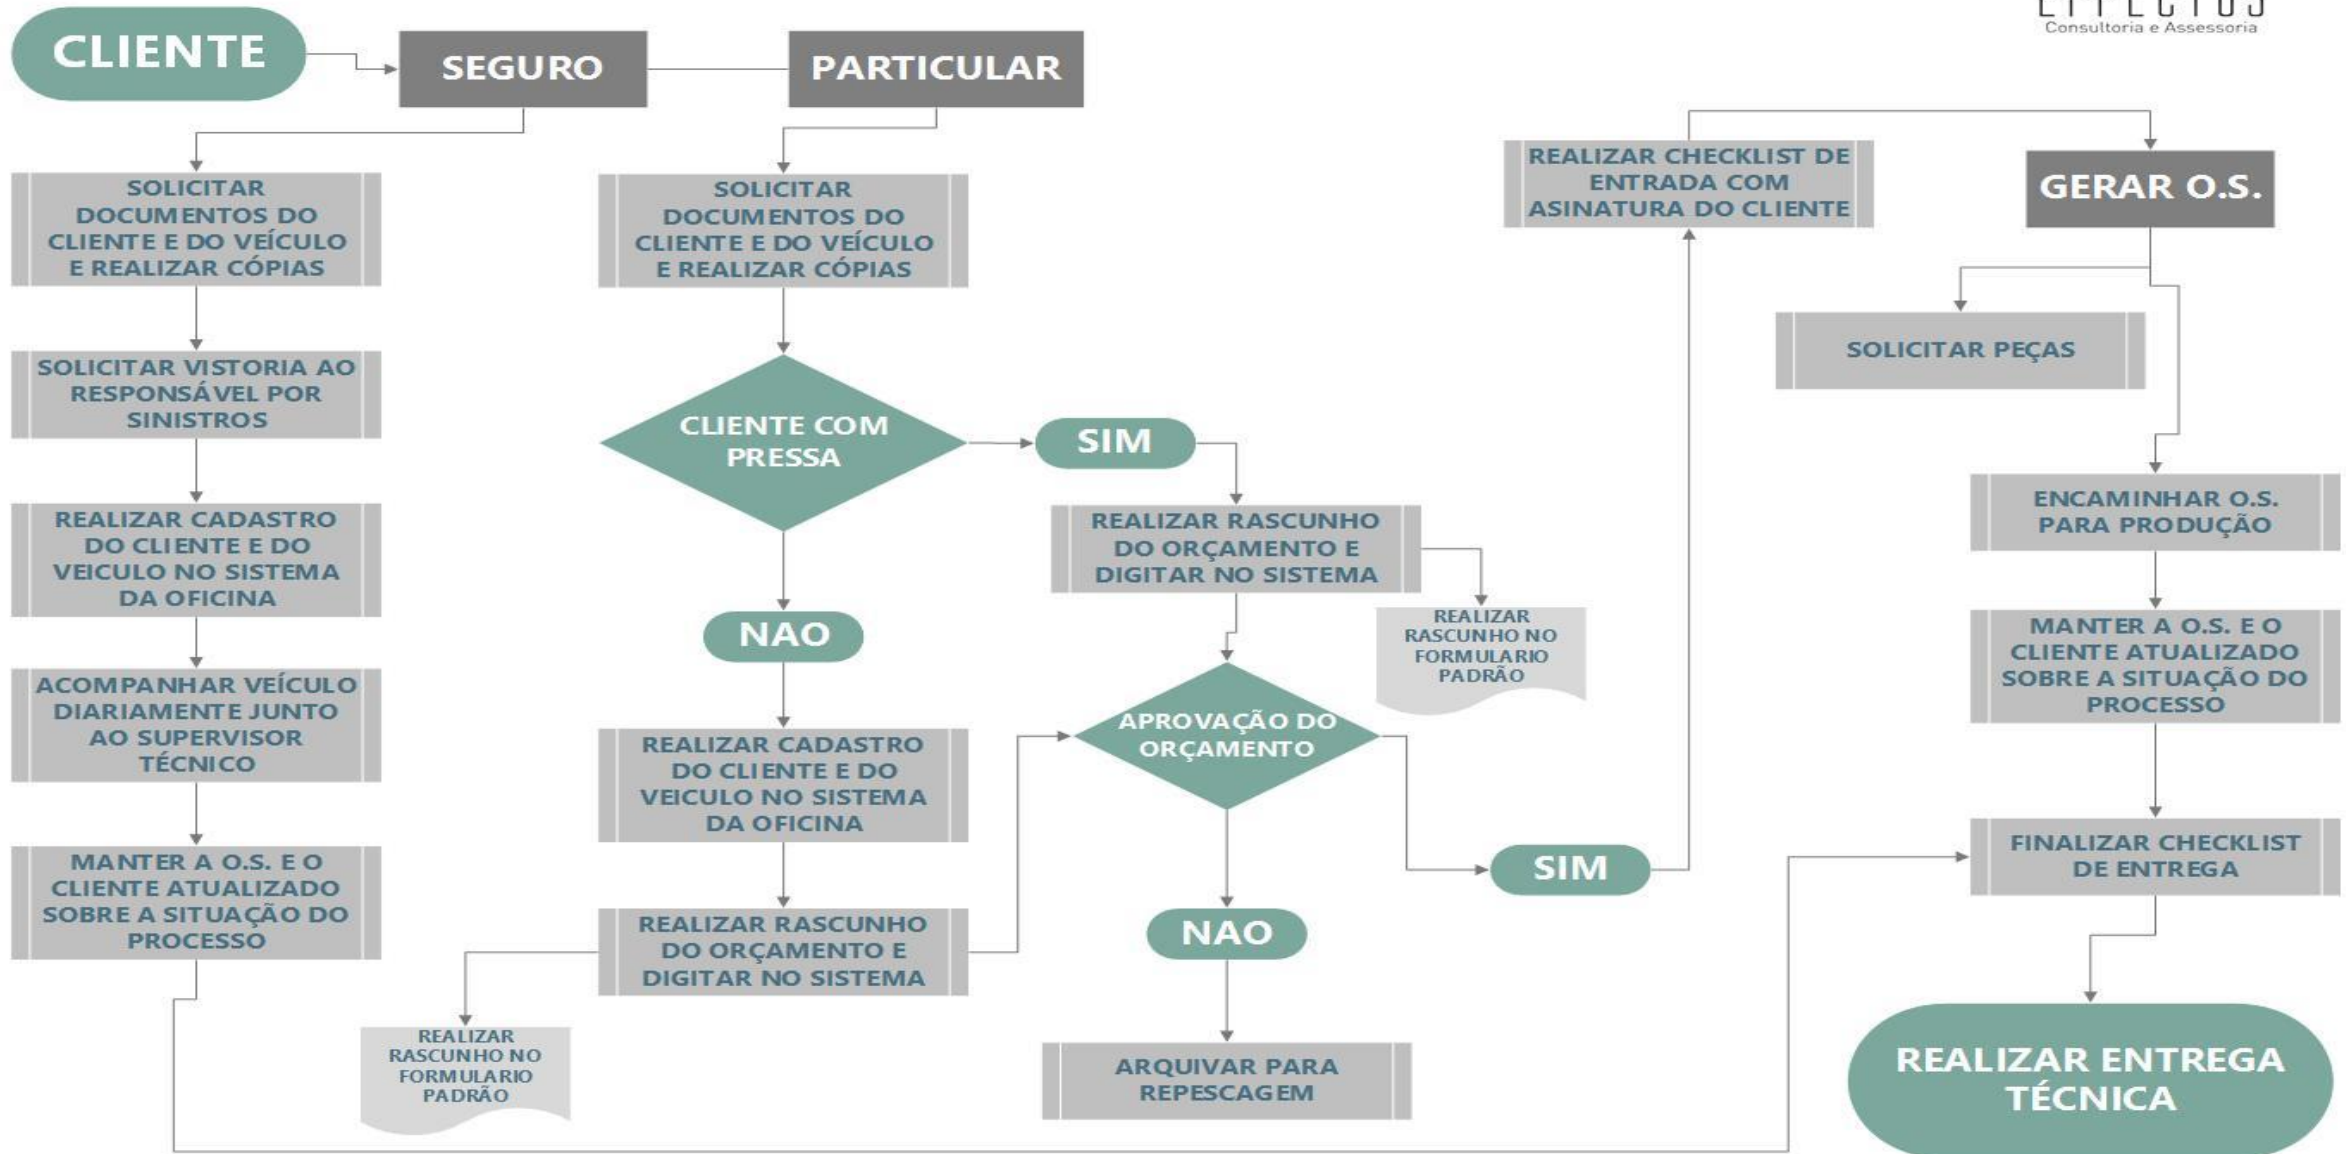 CLIENTE
SEGURO
PARTICULAR
Consultoria e Assessoria
SOLICITAR
DOCUMENTOS DO
CLIENTE E DO VEÍCULO
E REALIZAR CÓPIAS
SOLICITAR VISTORIA AO
RESPONSÁVEL POR
SINISTROS
REALIZAR CADASTRO
DO CLIENTE E DO
VEICULO NO SISTEMA
DA OFICINA
ACOMPANHAR VEÍCULO
DIARIAMENTE JUNTO
AO SUPERVISOR
TÉCNICO
MANTER A O.S. E O
CLIENTE ATUALIZADO
SOBRE A SITUAÇÃO DO
PROCESSO
SOLICITAR
DOCUMENTOS DO
CLIENTE E DO VEÍCULO
E REALIZAR CÓPIAS
CLIENTE COM
PRESSA
SIM
NAO
REALIZAR CADASTRO
DO CLIENTE E DO
VEICULO NO SISTEMA
DA OFICINA
REALIZAR RASCUNHO
DO ORÇAMENTO E
DIGITAR NO SISTEMA
REALIZAR
RASCUNHO NO
FORMULARIO
PADRÃO
REALIZAR RASCUNHO
DO ORÇAMENTO E
DIGITAR NO SISTEMA
REALIZAR
RASCUNHO NO
FORMULARIO
PADRÃO
APROVAÇÃO DO
ORÇAMENTO
NAO
ARQUIVAR PARA
REPESCAGEM
SIM
REALIZAR CHECKLIST DE
ENTRADA COM
ASINATURA DO CLIENTE
GERAR O.S.
SOLICITAR PEÇAS
ENCAMINHAR O.S.
PARA PRODUÇÃO
MANTER A O.S. E O
CLIENTE ATUALIZADO
SOBRE A SITUAÇÃO DO
PROCESSO
FINALIZAR CHECKLIST
DE ENTREGA
REALIZAR ENTREGA
TÉCNICA